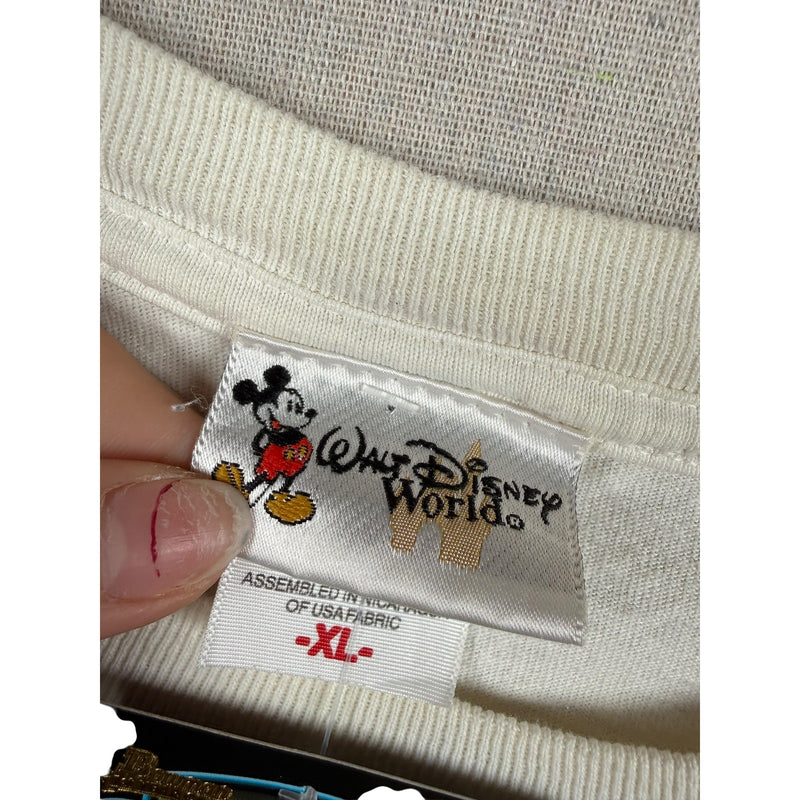 Walt Disney
World®
ASSEMBLED IN
OF USA FABRIC
-XL-